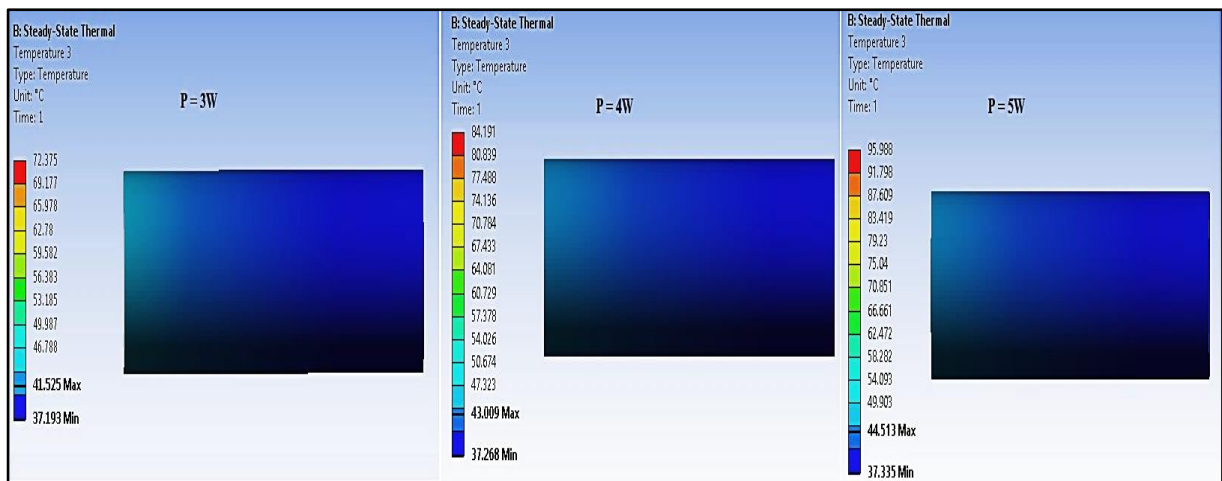 B: Steady-State Thermal
Temperature 3
Type: Temperature
Unit: °C
Time: 1
P = 3W
72.375
69.177
65.978
62.78
59.582
56.383
53.185
49.987
46.788
41.525 Max
37.193 Min
B: Steady-State Thermal
Temperature 3
Type: Temperature
Unit: °C
Time: 1
P = 4W
84.191
80.839
77.488
74.136
70.784
67.433
64.081
60.729
57.378
54.026
50.674
47.323
43.009 Max
37.268 Min
B: Steady-State Thermal
Temperature 3
Type: Temperature
Unit: °C
Time: 1
P = 5W
95.988
91.798
87.609
83.419
79.23
75.04
70.851
66.661
62.472
58.282
54.093
49.903
44.513 Max
37.335 Min